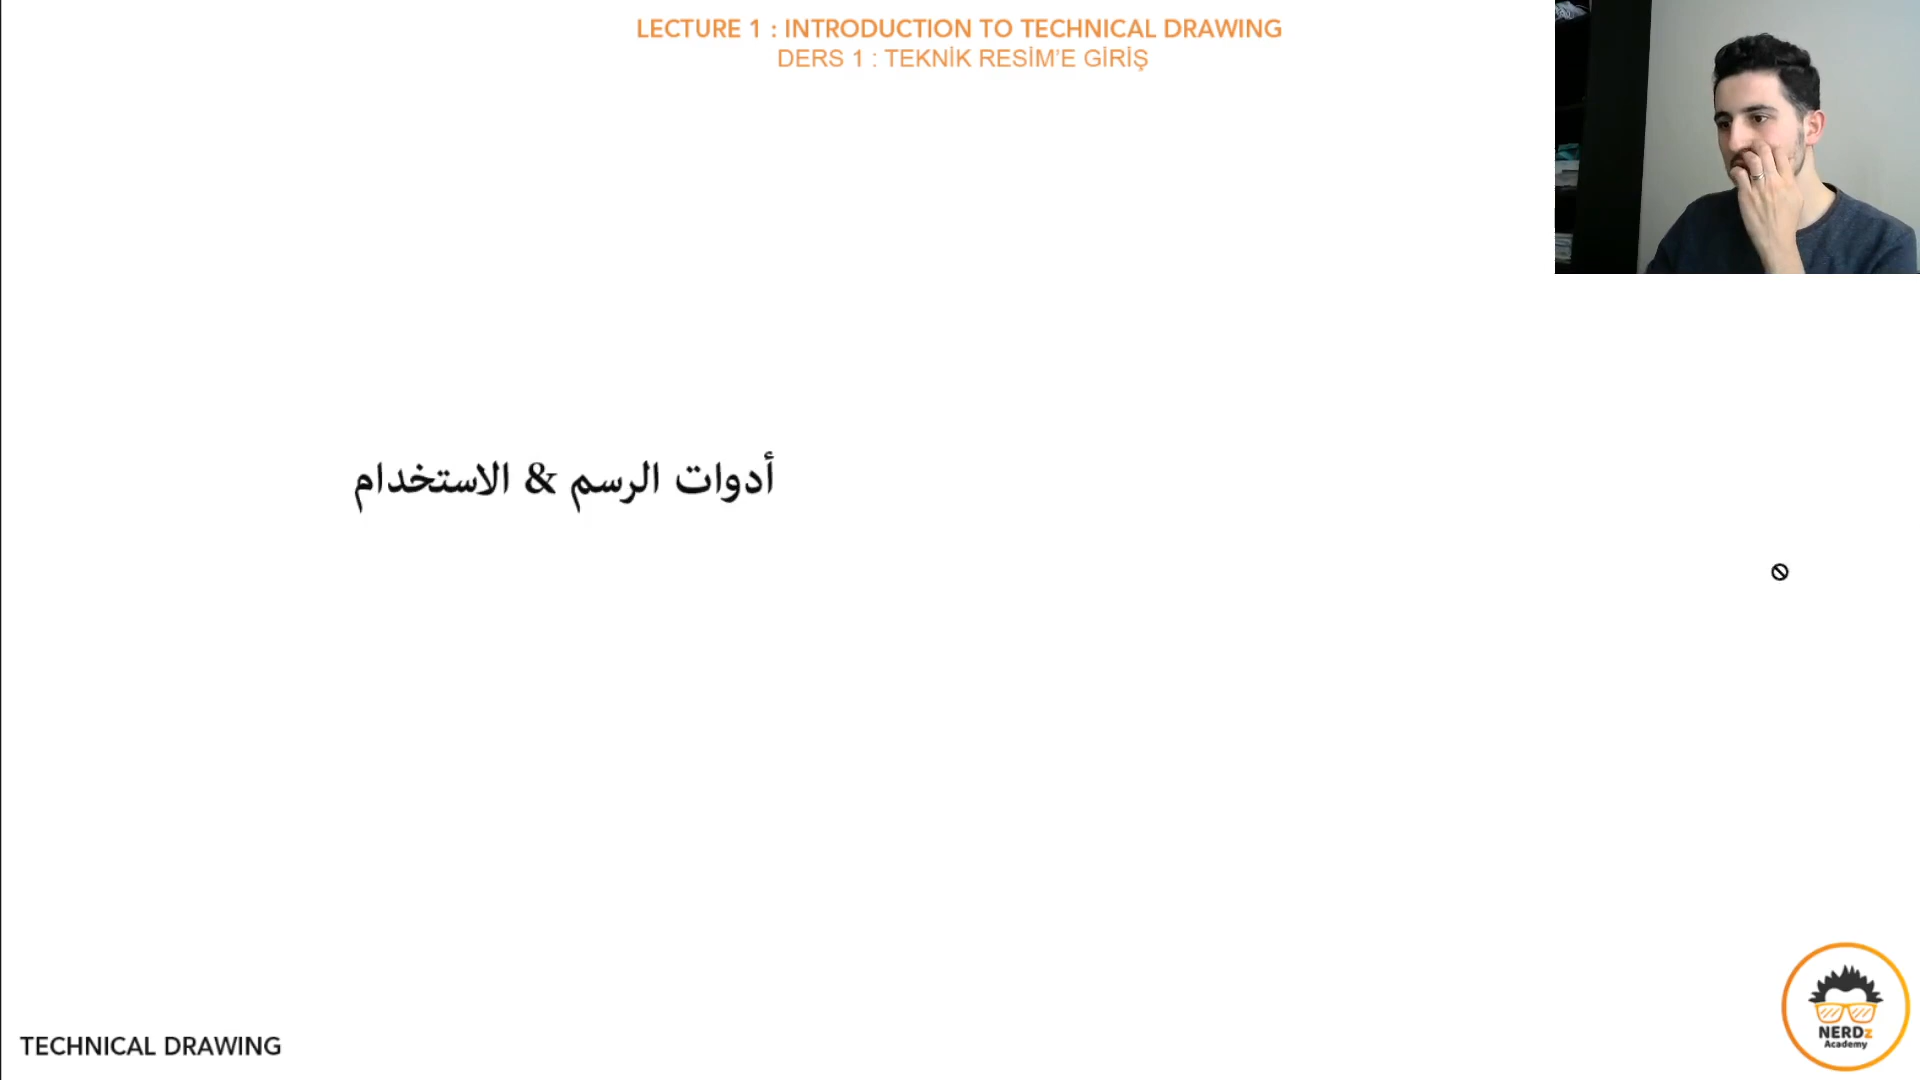 LECTURE 1 : INTRODUCTION TO TECHNICAL DRAWING
DERS 1 : TEKNİK RESİM’E GİRİŞ
أدوات الرسم & الاستخدام
TECHNICAL DRAWING
NERDz
Academy